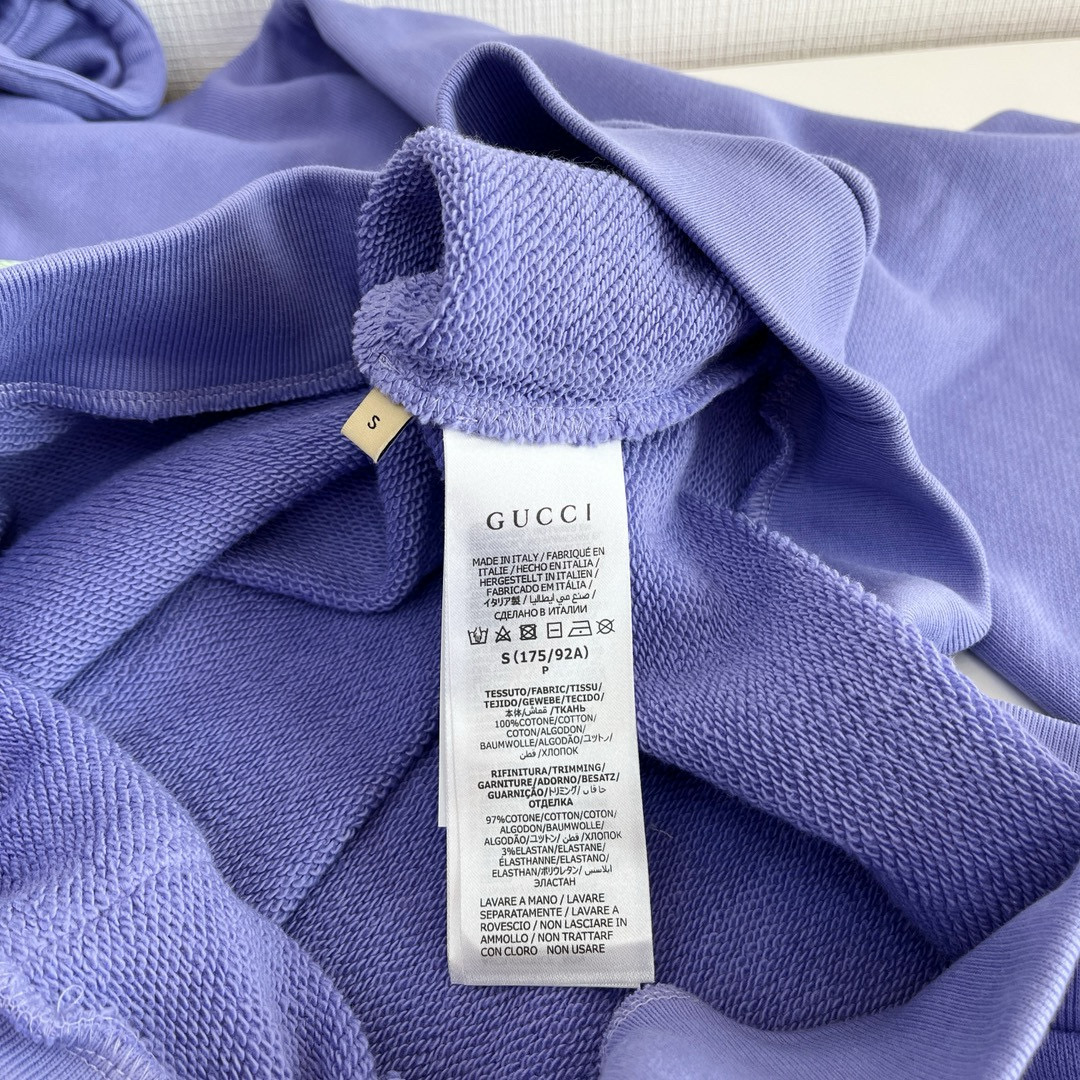 S
GUCCI
MADE IN ITALY / FABRIQUÉ EN
ITALIE / HECHO EN ITALIA /
HERGESTELLT IN ITALIEN /
FABRICADO EM ITÁLIA /
イタリア製 / صنع مي ايطاليا /
СДЕЛАНО В ИТАЛИИ
S (175/92A)
P
TESSUTO/FABRIC/TISSU/
TEJIDO/GEWEBE/TECIDO/
本体/قماش /ТКАНЬ
100%COTONE/COTTON/
COTON/ALGODON/
BAUMWOLLE/ALGODÃO/コットン/
قطن /ХЛОПОК
RIFINITURA/TRIMMING/
GARNITURE/ADORNO/BESATZ/
GUARNIÇÃO/トリミング/ حافات/
ОТДЕЛКА
97%COTONE/COTTON/COTON/
ALGODON/BAUMWOLLE/
ALGODÃO/コットン/ قطن /ХЛОПОК
3%ELASTAN/ELASTANE/
ÉLASTHANNE/ELASTANO/
ELASTHAN/ポリウレタン/ ايلاستين/
ЭЛАСТАН
LAVARE A MANO / LAVARE
SEPARATAMENTE / LAVARE A
ROVESCIO / NON LASCIARE IN
AMMOLLO / NON TRATTARE
CON CLORO NON USARE